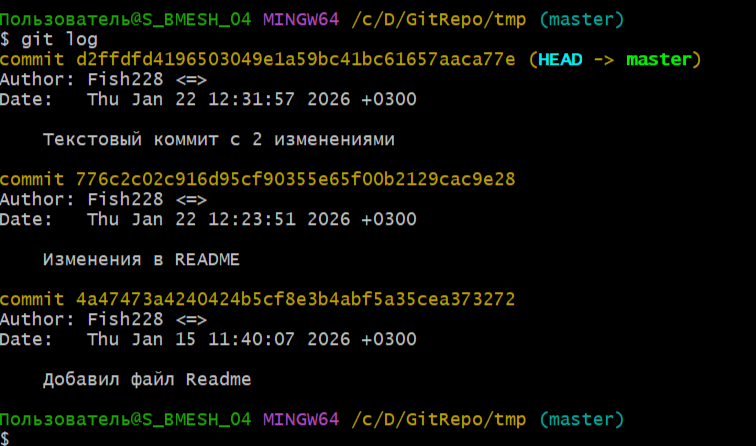 Пользователь@S_BMESH_04 MINGW64 /c/D/GitRepo/tmp (master)
$ git log
commit d2ffdfd4196503049e1a59bc41bc61657aaca77e (HEAD -> master)
Author: Fish228 <=>
Date:   Thu Jan 22 12:31:57 2026 +0300
Текстовый коммит с 2 изменениями
commit 776c2c02c916d95cf90355e65f00b2129cac9e28
Author: Fish228 <=>
Date:   Thu Jan 22 12:23:51 2026 +0300
Изменения в README
commit 4a47473a4240424b5cf8e3b4abf5a35cea373272
Author: Fish228 <=>
Date:   Thu Jan 15 11:40:07 2026 +0300
Добавил файл Readme
Пользователь@S_BMESH_04 MINGW64 /c/D/GitRepo/tmp (master)
$